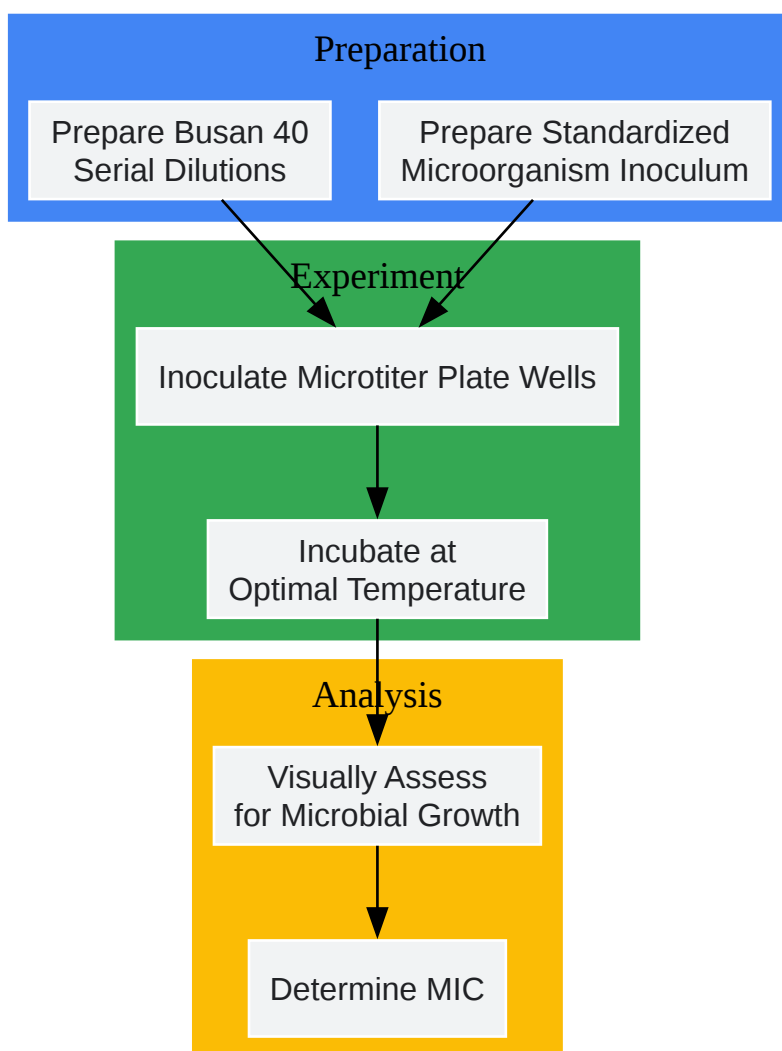 Preparation
Prepare Busan 40
Serial Dilutions
Prepare Standardized
Microorganism Inoculum
Experiment
Inoculate Microtiter Plate Wells
Incubate at
Optimal Temperature
Analysis
Visually Assess
for Microbial Growth
Determine MIC